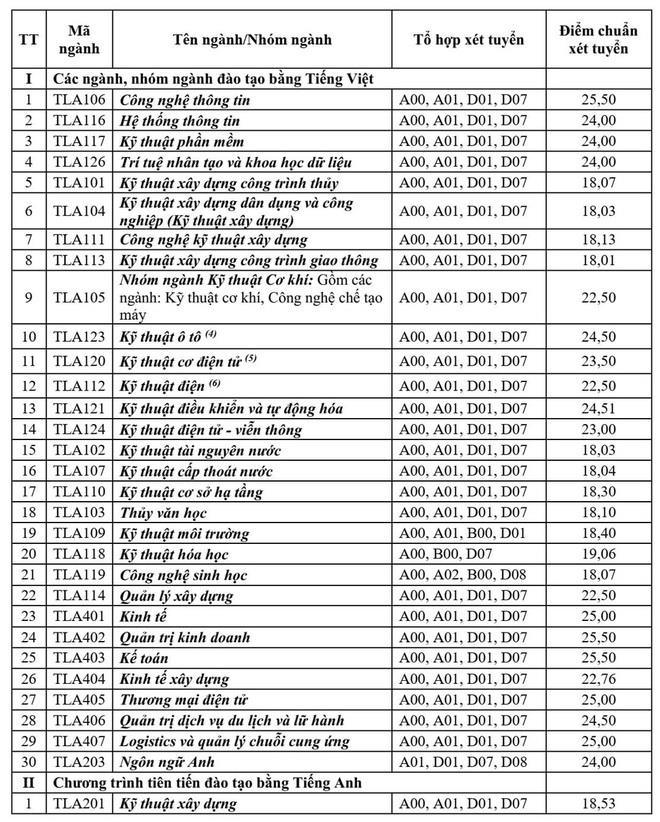 TT Mã ngành Tên ngành/Nhóm ngành Tổ hợp xét tuyển Điểm chuẩn xét tuyển
I Các ngành, nhóm ngành đào tạo bằng Tiếng Việt
1 TLA106 Công nghệ thông tin A00, A01, D01, D07 25,50
2 TLA116 Hệ thống thông tin A00, A01, D01, D07 24,00
3 TLA117 Kỹ thuật phần mềm A00, A01, D01, D07 24,00
4 TLA126 Trí tuệ nhân tạo và khoa học dữ liệu A00, A01, D01, D07 24,00
5 TLA101 Kỹ thuật xây dựng công trình thủy A00, A01, D01, D07 18,07
6 TLA104 Kỹ thuật xây dựng dân dụng và công nghiệp (Kỹ thuật xây dựng) A00, A01, D01, D07 18,03
7 TLA111 Công nghệ kỹ thuật xây dựng A00, A01, D01, D07 18,13
8 TLA113 Kỹ thuật xây dựng công trình giao thông A00, A01, D01, D07 18,01
9 TLA105 Nhóm ngành Kỹ thuật Cơ khí: Gồm các ngành: Kỹ thuật cơ khí, Công nghệ chế tạo máy A00, A01, D01, D07 22,50
10 TLA123 Kỹ thuật ô tô (4) A00, A01, D01, D07 24,50
11 TLA120 Kỹ thuật cơ điện tử (5) A00, A01, D01, D07 23,50
12 TLA112 Kỹ thuật điện (6) A00, A01, D01, D07 22,50
13 TLA121 Kỹ thuật điều khiển và tự động hóa A00, A01, D01, D07 24,51
14 TLA124 Kỹ thuật điện tử - viễn thông A00, A01, D01, D07 23,00
15 TLA102 Kỹ thuật tài nguyên nước A00, A01, D01, D07 18,03
16 TLA107 Kỹ thuật cấp thoát nước A00, A01, D01, D07 18,04
17 TLA110 Kỹ thuật cơ sở hạ tầng A00, A01, D01, D07 18,30
18 TLA103 Thủy văn học A00, A01, D01, D07 18,10
19 TLA109 Kỹ thuật môi trường A00, A01, B00, D01 18,40
20 TLA118 Kỹ thuật hóa học A00, B00, D07 19,06
21 TLA119 Công nghệ sinh học A00, A02, B00, D08 18,07
22 TLA114 Quản lý xây dựng A00, A01, D01, D07 22,50
23 TLA401 Kinh tế A00, A01, D01, D07 25,00
24 TLA402 Quản trị kinh doanh A00, A01, D01, D07 25,50
25 TLA403 Kế toán A00, A01, D01, D07 25,50
26 TLA404 Kinh tế xây dựng A00, A01, D01, D07 22,76
27 TLA405 Thương mại điện tử A00, A01, D01, D07 25,00
28 TLA406 Quản trị dịch vụ du lịch và lữ hành A00, A01, D01, D07 24,50
29 TLA407 Logistics và quản lý chuỗi cung ứng A00, A01, D01, D07 25,00
30 TLA203 Ngôn ngữ Anh A01, D01, D07, D08 24,00
II Chương trình tiên tiến đào tạo bằng Tiếng Anh
1 TLA201 Kỹ thuật xây dựng A00, A01, D01, D07 18,53